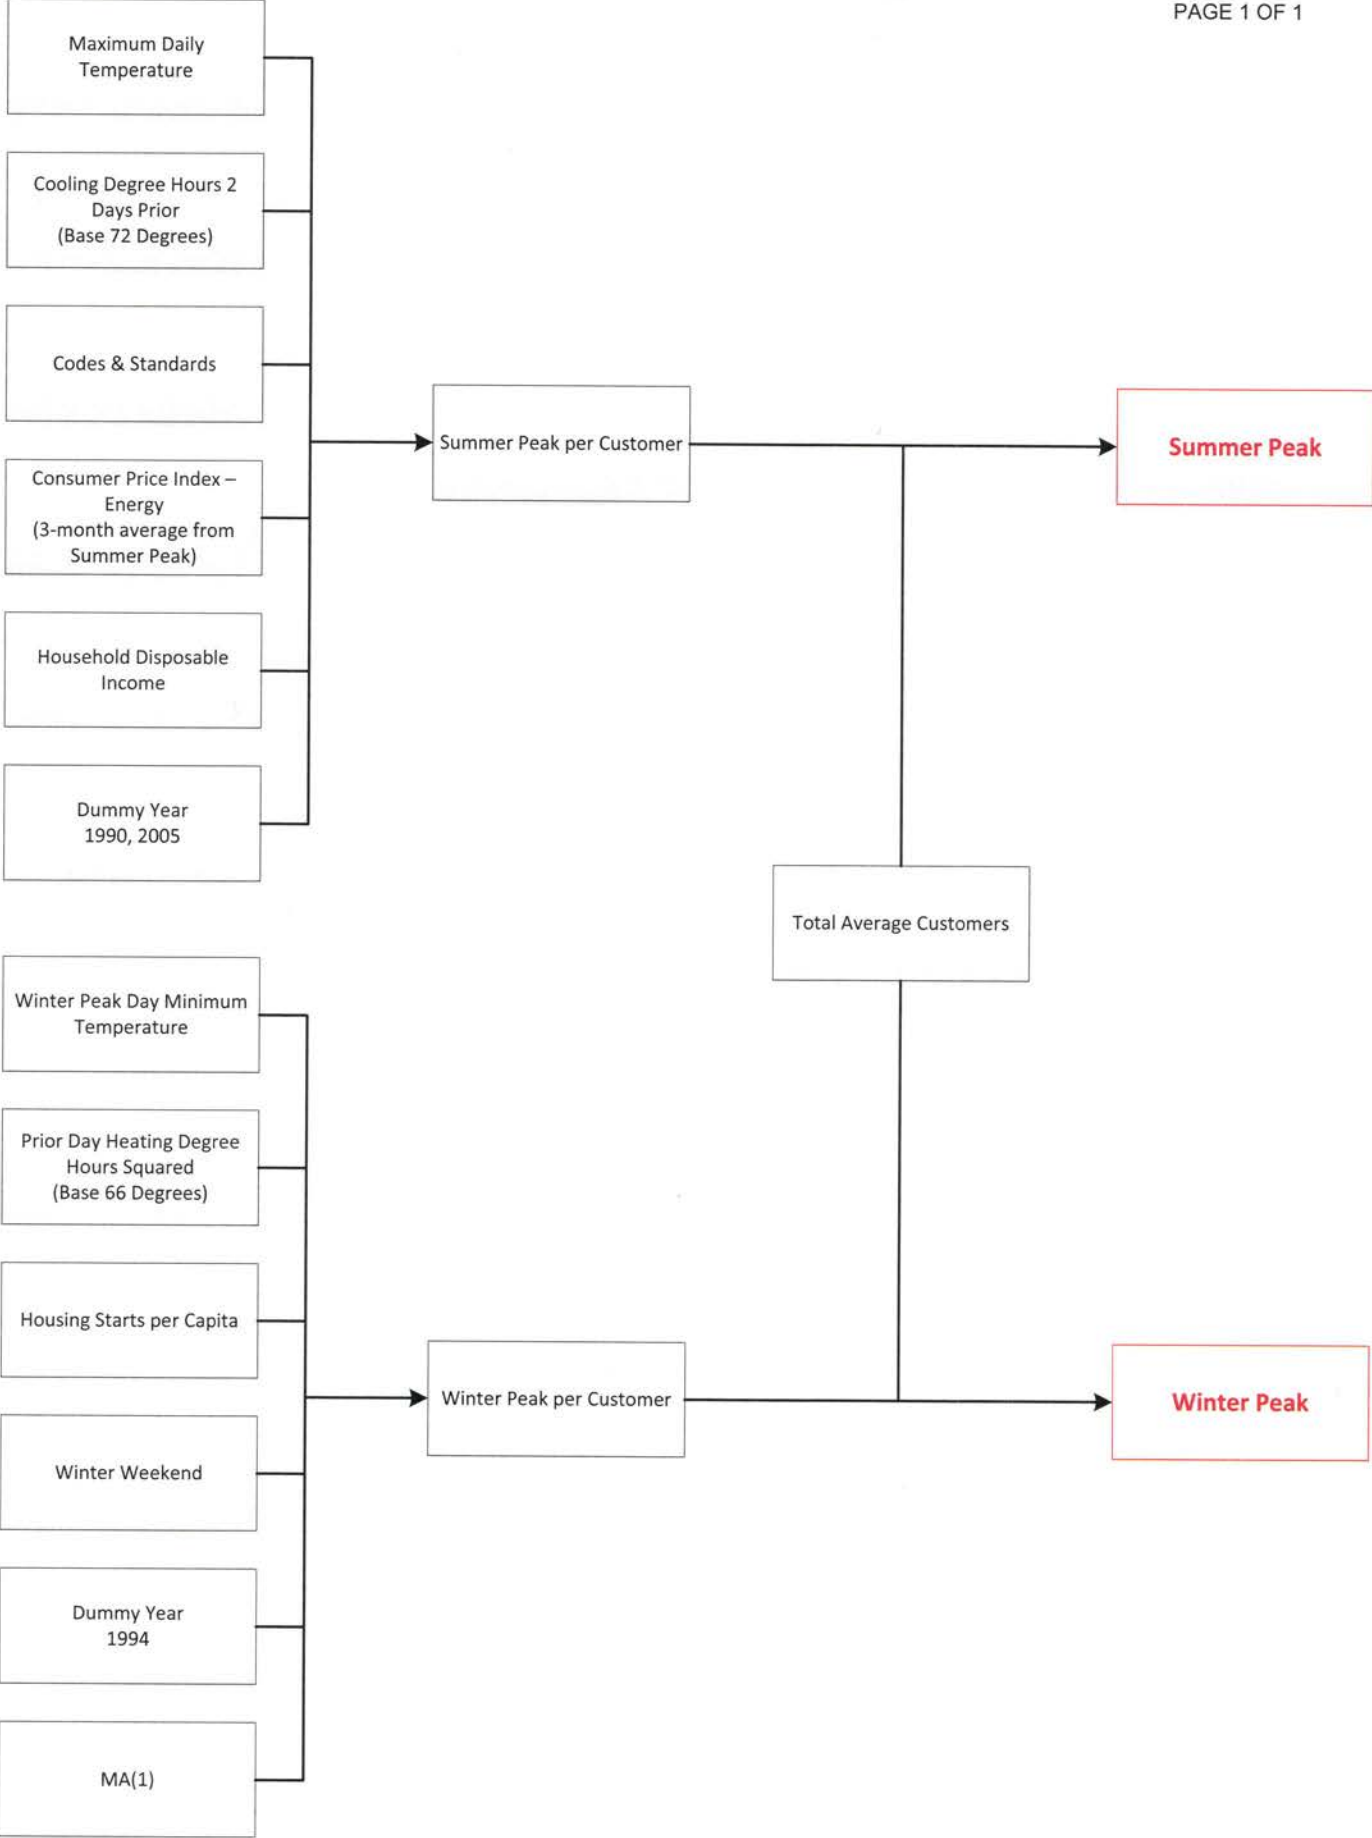 PAGE 1 OF 1
Maximum Daily
Temperature
Cooling Degree Hours 2
Days Prior
(Base 72 Degrees)
Codes & Standards
Consumer Price Index –
Energy
(3-month average from
Summer Peak)
Household Disposable
Income
Dummy Year
1990, 2005
Summer Peak per Customer
Summer Peak
Total Average Customers
Winter Peak Day Minimum
Temperature
Prior Day Heating Degree
Hours Squared
(Base 66 Degrees)
Housing Starts per Capita
Winter Weekend
Dummy Year
1994
MA(1)
Winter Peak per Customer
Winter Peak